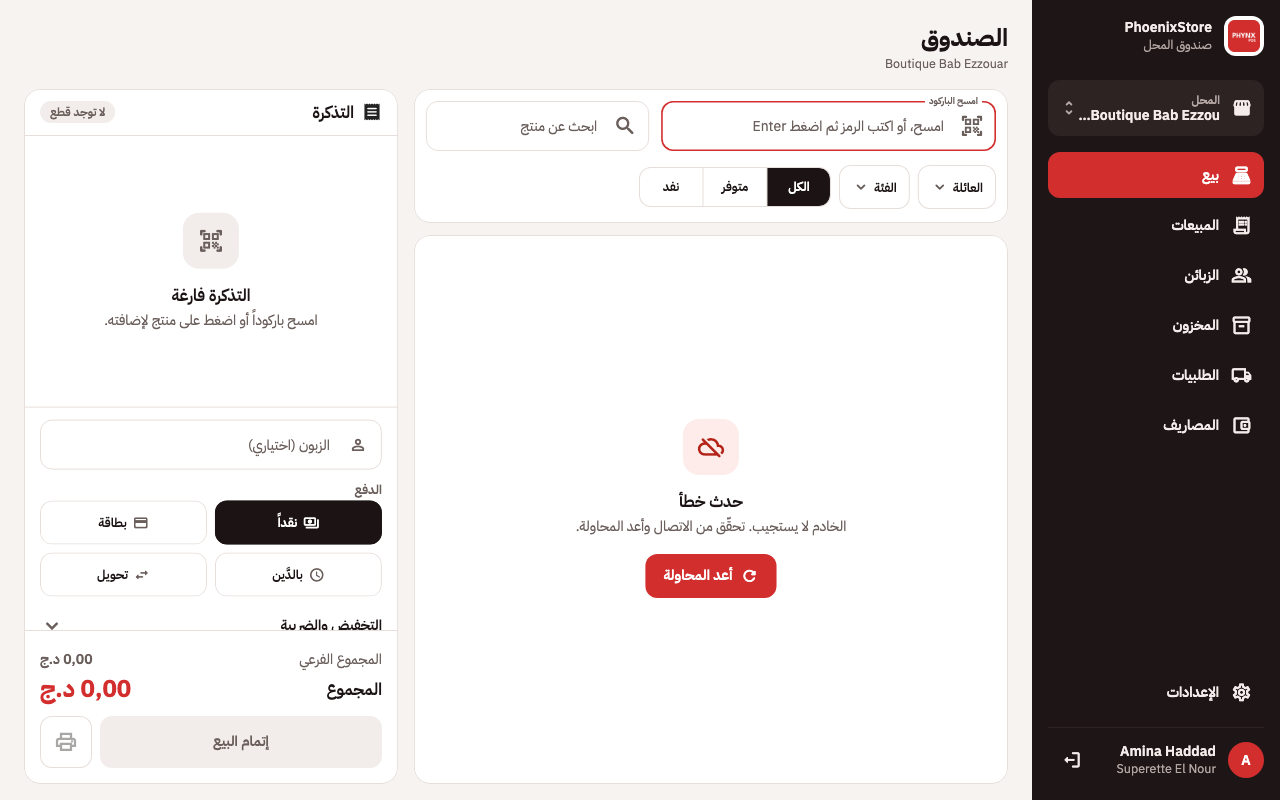 PhoenixStore
صندوق المحل
PHYNX
POS
المحل
Boutique Bab Ezzou...
بيع
المبيعات
الزبائن
المخزون
الطلبيات
المصاريف
الإعدادات
Amina Haddad
Superette El Nour
A
الصندوق
Boutique Bab Ezzouar
امسح الباركود
امسح، أو اكتب الرمز ثم اضغط Enter
ابحث عن منتج
العائلة
الفئة
الكل
متوفر
نفد
حدث خطأ
الخادم لا يستجيب. تحقّق من الاتصال وأعد المحاولة.
أعد المحاولة
التذكرة
لا توجد قطع
التذكرة فارغة
امسح باركوداً أو اضغط على منتج لإضافته.
الزبون (اختياري)
الدفع
نقداً
بطاقة
بالدَّين
تحويل
التخفيض والضريبة
المجموع الفرعي
0,00 د.ج
المجموع
0,00 د.ج
إتمام البيع